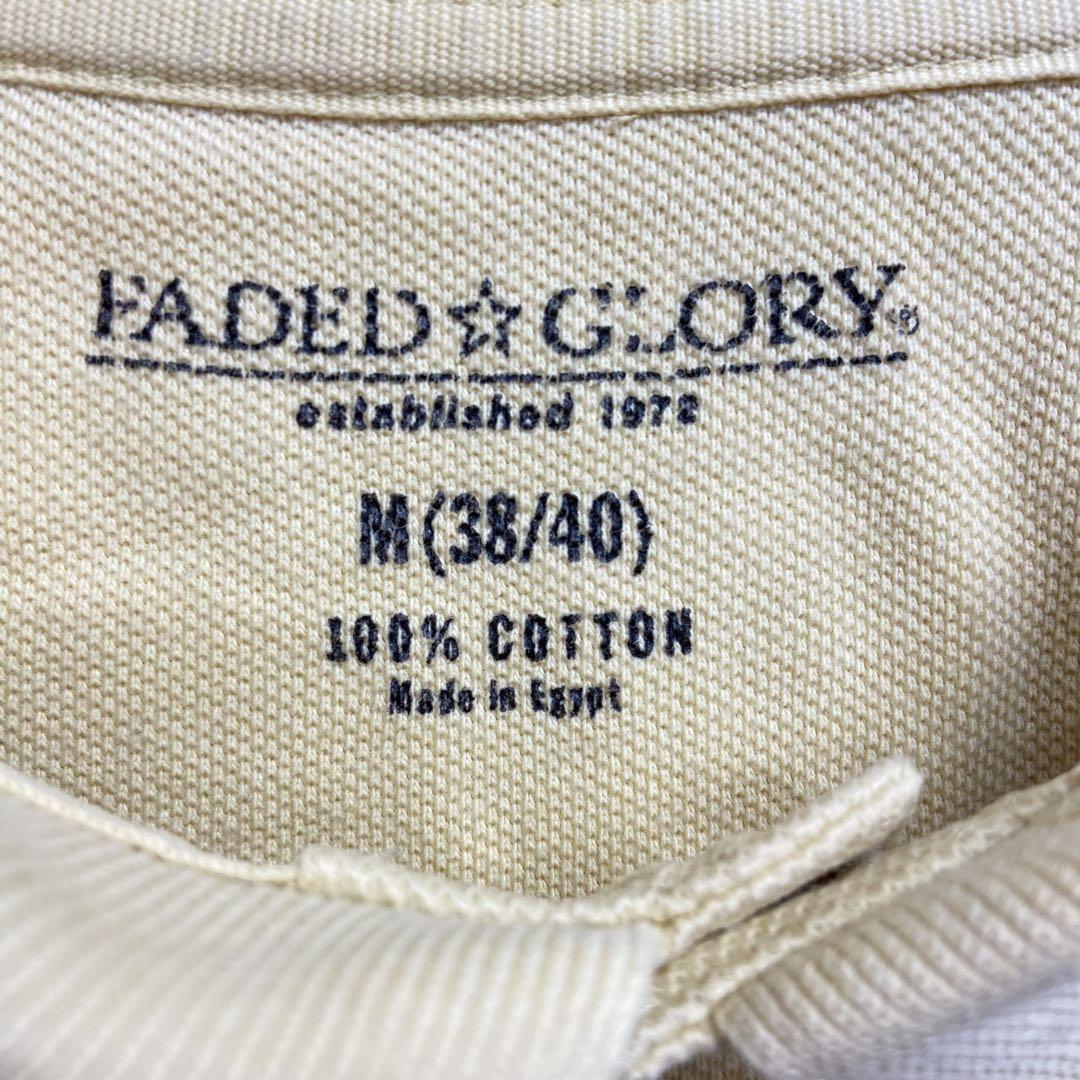 FADED☆GLORY®
established 1972
M(38/40)
100% COTTON
Made in Egypt